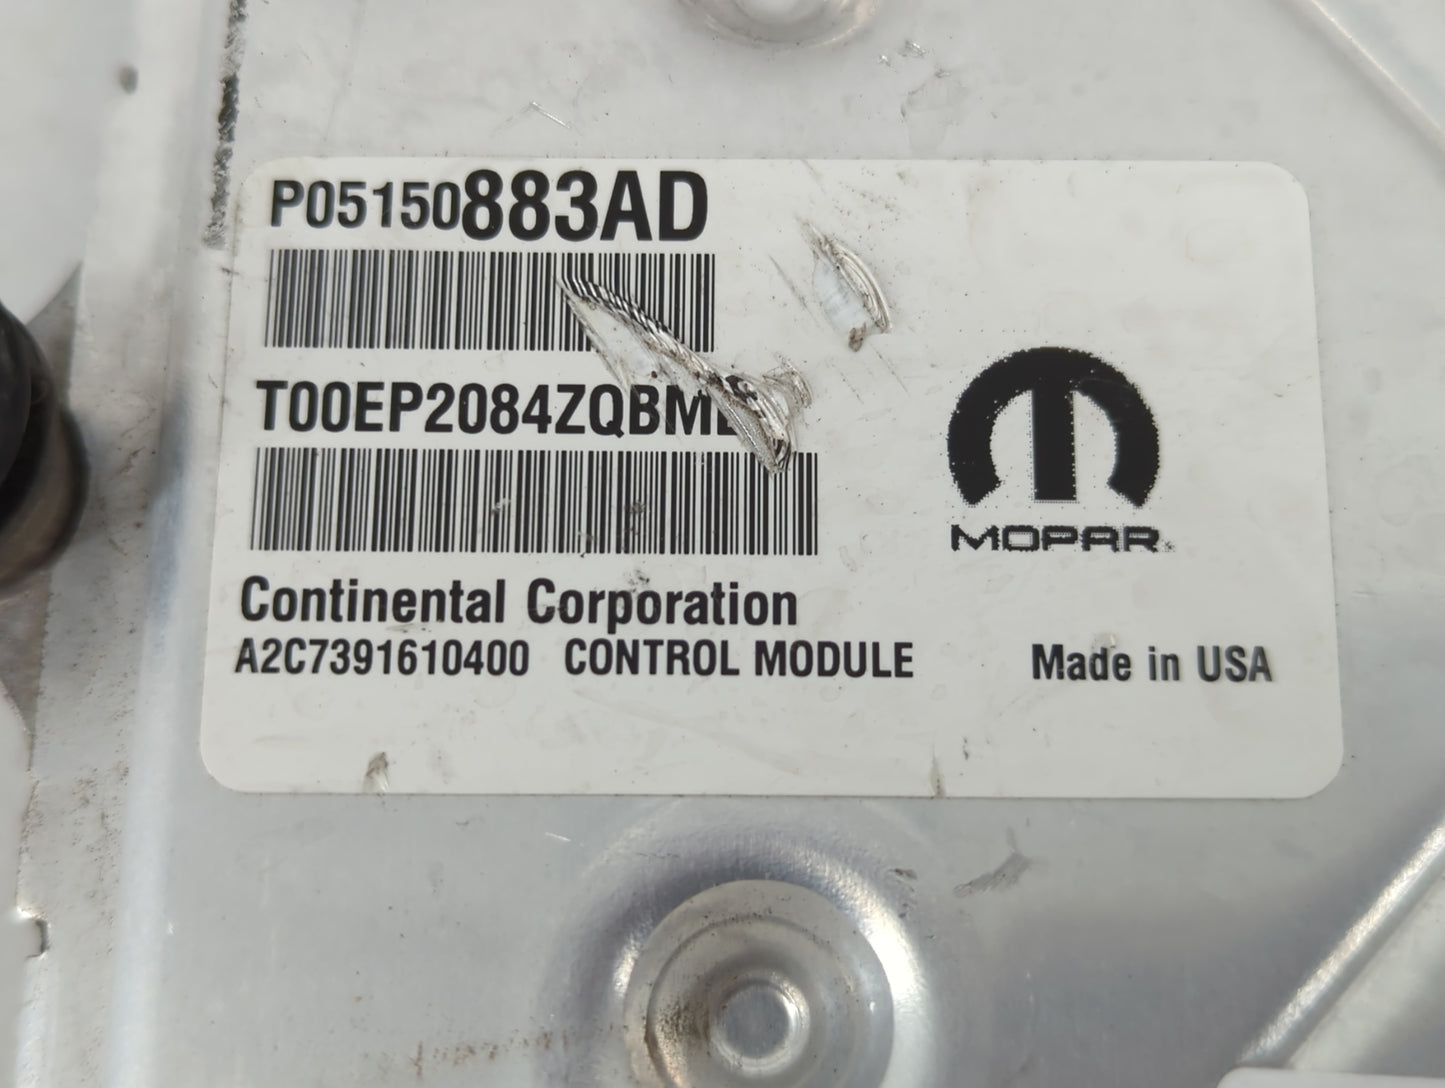 P05150883AD
Continental Corporation
A2C7391610400 CONTROL MODULE
MOPAR
Made in USA